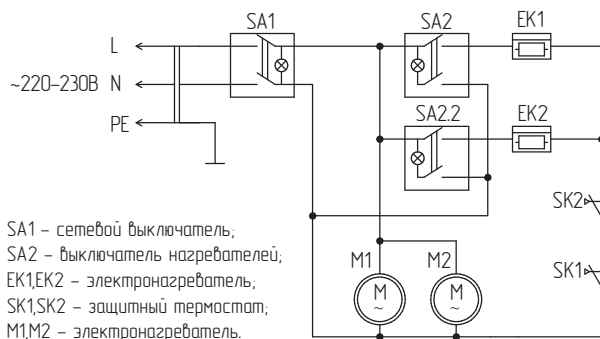 SA1
SA2
EK1
L
~220–230В N
PE
SA2.2
EK2
SK2
SK1
M1
M2
M
~
M
~
SA1 – сетевой выключатель;
SA2 – выключатель нагревателей;
EK1,EK2 – электронагреватель;
SK1,SK2 – защитный термостат;
M1,M2 – электронагреватель.